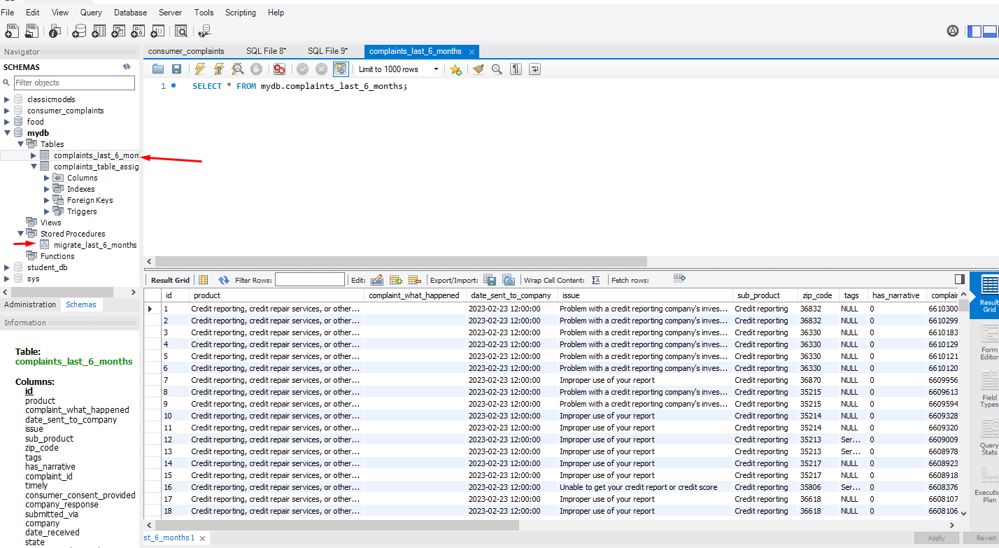 File Edit View Query Database Server Tools Scripting Help
Navigator
SCHEMAS
Filter objects
classicmodels
consumer_complaints
food
mydb
Tables
complaints_last_6_mont
complaints_table_assig
Columns
Indexes
Foreign Keys
Triggers
Views
Stored Procedures
migrate_last_6_months
Functions
student_db
sys
Administration Schemas
Information
Table:
complaints_last_6_months
Columns:
id
product
complaint_what_happened
date_sent_to_company
issue
sub_product
zip_code
tags
has_narrative
complaint_id
timely
consumer_consent_provided
company_response
submitted_via
company
date_received
state
consumer_complaints SQL File 8* SQL File 9* complaints_last_6_months
Limit to 1000 rows
1 SELECT * FROM mydb.complaints_last_6_months;
Result Grid Filter Rows: Edit: Export/Import: Wrap Cell Content: Fetch rows:
id product complaint_what_happened date_sent_to_company issue sub_product zip_code tags has_narrative complain
1 Credit reporting, credit repair services, or other... 2023-02-23 12:00:00 Problem with a credit reporting company's inves... Credit reporting 36832 NULL 0 6610300
2 Credit reporting, credit repair services, or other... 2023-02-23 12:00:00 Problem with a credit reporting company's inves... Credit reporting 36832 NULL 0 6610299
3 Credit reporting, credit repair services, or other... 2023-02-23 12:00:00 Problem with a credit reporting company's inves... Credit reporting 36330 NULL 0 6610183
4 Credit reporting, credit repair services, or other... 2023-02-23 12:00:00 Problem with a credit reporting company's inves... Credit reporting 36330 NULL 0 6610129
5 Credit reporting, credit repair services, or other... 2023-02-23 12:00:00 Problem with a credit reporting company's inves... Credit reporting 36330 NULL 0 6610121
6 Credit reporting, credit repair services, or other... 2023-02-23 12:00:00 Problem with a credit reporting company's inves... Credit reporting 36330 NULL 0 6610120
7 Credit reporting, credit repair services, or other... 2023-02-23 12:00:00 Improper use of your report Credit reporting 36870 NULL 0 6609956
8 Credit reporting, credit repair services, or other... 2023-02-23 12:00:00 Problem with a credit reporting company's inves... Credit reporting 35215 NULL 0 6609613
9 Credit reporting, credit repair services, or other... 2023-02-23 12:00:00 Problem with a credit reporting company's inves... Credit reporting 35215 NULL 0 6609594
10 Credit reporting, credit repair services, or other... 2023-02-23 12:00:00 Improper use of your report Credit reporting 35214 NULL 0 6609328
11 Credit reporting, credit repair services, or other... 2023-02-23 12:00:00 Improper use of your report Credit reporting 35214 NULL 0 6609320
12 Credit reporting, credit repair services, or other... 2023-02-23 12:00:00 Improper use of your report Credit reporting 35213 Ser... 0 6609009
13 Credit reporting, credit repair services, or other... 2023-02-23 12:00:00 Improper use of your report Credit reporting 35213 Ser... 0 6608978
14 Credit reporting, credit repair services, or other... 2023-02-23 12:00:00 Improper use of your report Credit reporting 35217 NULL 0 6608923
15 Credit reporting, credit repair services, or other... 2023-02-23 12:00:00 Improper use of your report Credit reporting 35217 NULL 0 6608918
16 Credit reporting, credit repair services, or other... 2023-02-23 12:00:00 Unable to get your credit report or credit score Credit reporting 35806 Ser... 0 6608376
17 Credit reporting, credit repair services, or other... 2023-02-23 12:00:00 Improper use of your report Credit reporting 36618 NULL 0 6608107
18 Credit reporting, credit repair services, or other... 2023-02-23 12:00:00 Improper use of your report Credit reporting 36618 NULL 0 6608106
st_6_months 1
Result
Grid
Form
Editor
Field
Types
Query
Stats
Executic
Plan
Apply Revert